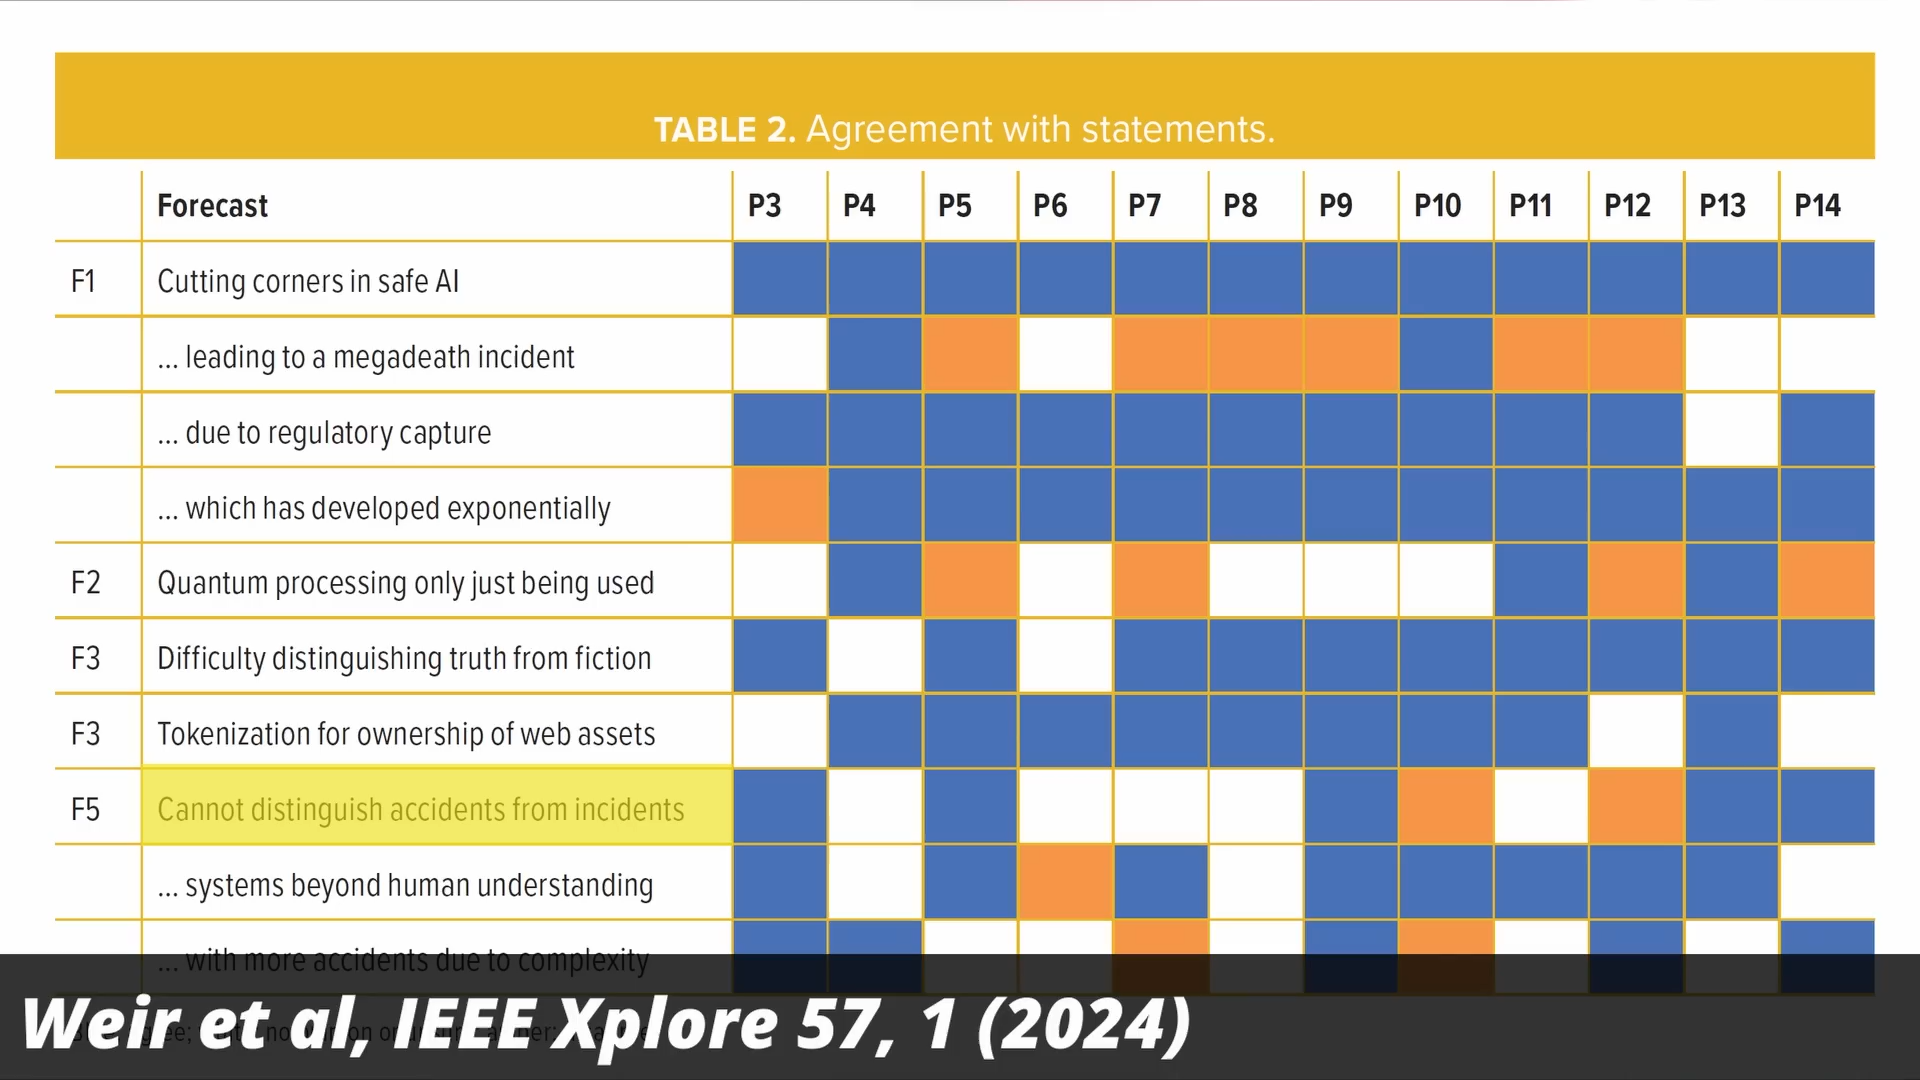 TABLE 2. Agreement with statements.
Forecast P3 P4 P5 P6 P7 P8 P9 P10 P11 P12 P13 P14
F1 Cutting corners in safe AI
... leading to a megadeath incident
... due to regulatory capture
... which has developed exponentially
F2 Quantum processing only just being used
F3 Difficulty distinguishing truth from fiction
F3 Tokenization for ownership of web assets
F5 Cannot distinguish accidents from incidents
... systems beyond human understanding
... with more accidents due to complexity
Weir et al, IEEE Xplore 57, 1 (2024)